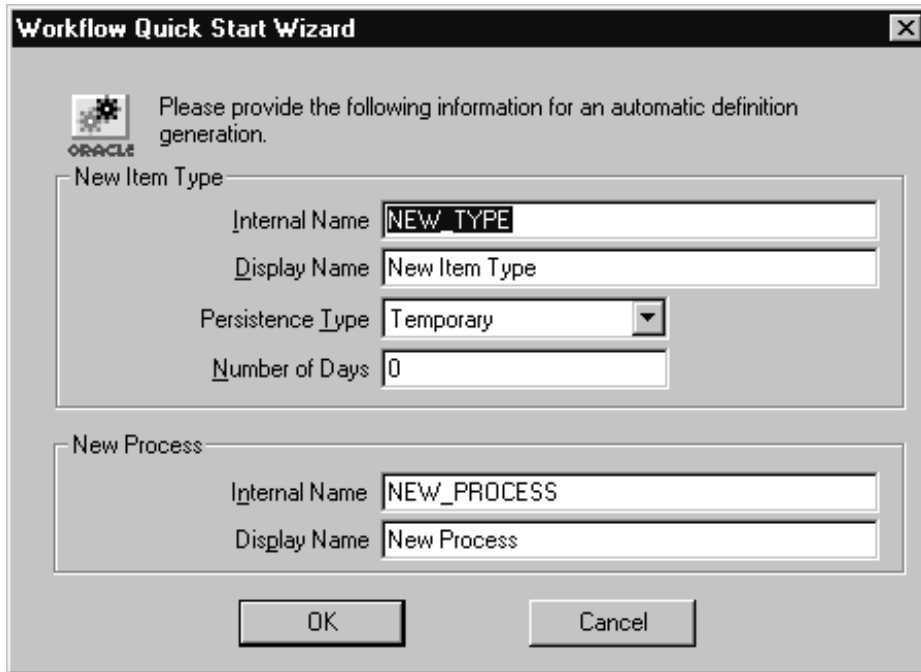 Workflow Quick Start Wizard
Please provide the following information for an automatic definition
generation.
ORACLE
New Item Type
Internal Name NEW_TYPE
Display Name New Item Type
Persistence Type Temporary
Number of Days 0
New Process
Internal Name NEW_PROCESS
Display Name New Process
OK Cancel